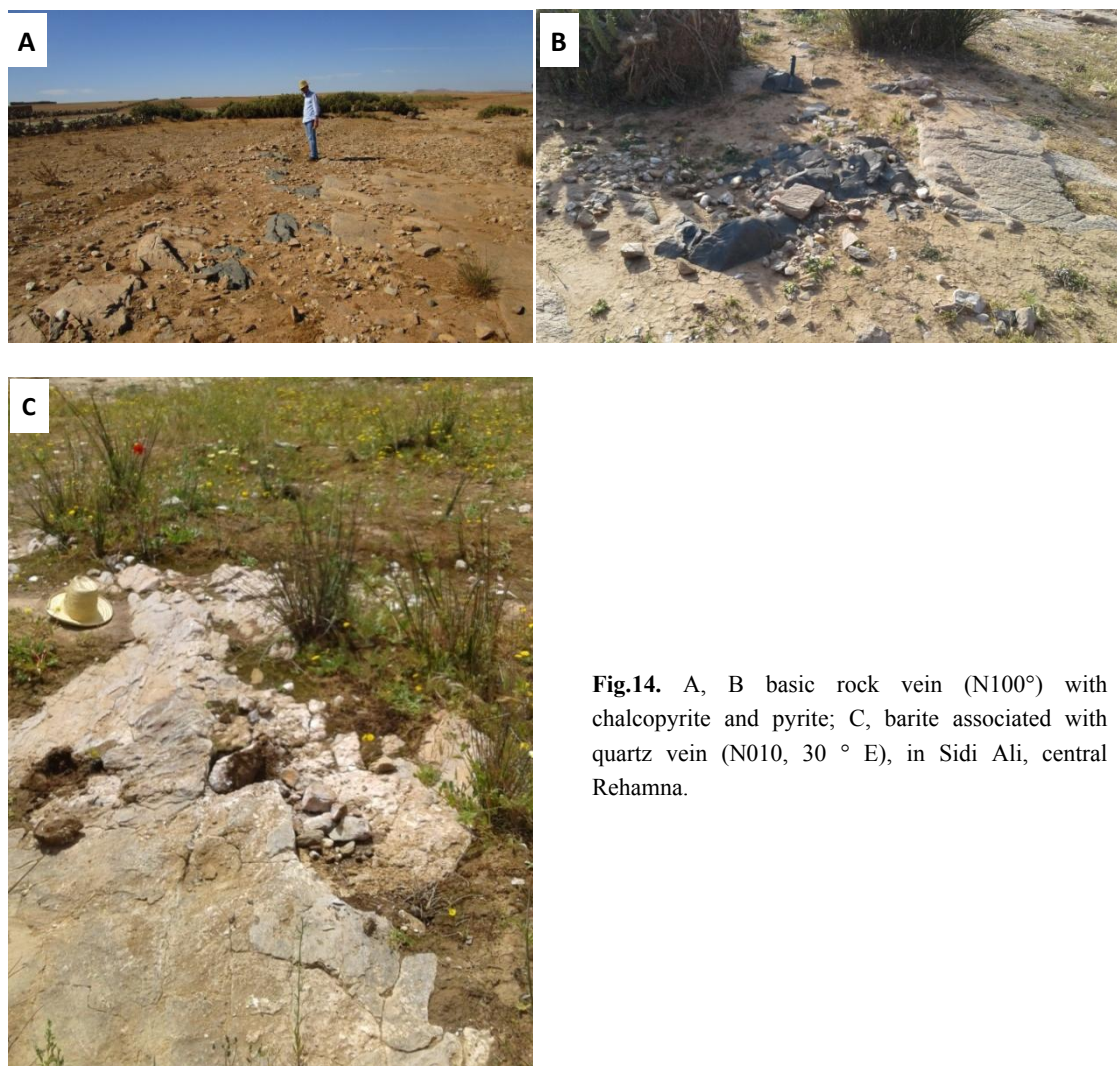 A
B
C
Fig.14. A, B basic rock vein (N100°) with
chalcopyrite and pyrite; C, barite associated with
quartz vein (N010, 30 ° E), in Sidi Ali, central
Rehamna.